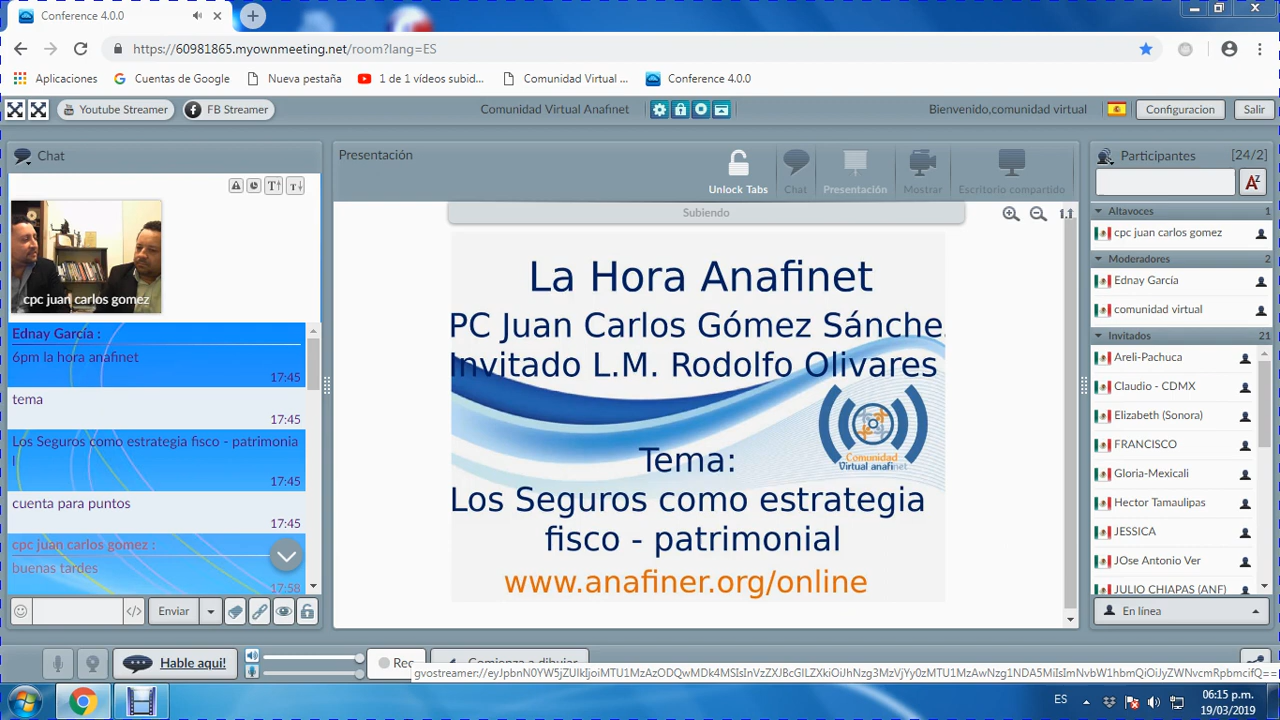 Conference 4.0.0
https://60981865.myownmeeting.net/room?lang=ES
Aplicaciones
Cuentas de Google
Nueva pestaña
1 de 1 vídeos subid...
Comunidad Virtual ...
Conference 4.0.0
Youtube Streamer
FB Streamer
Comunidad Virtual Anafinet
Bienvenido,comunidad virtual
Configuracion
Salir
Chat
cpc juan carlos gomez
Ednay García :
6pm la hora anafinet
17:45
tema
17:45
Los Seguros como estrategia fisco - patrimonia
l
17:45
cuenta para puntos
17:45
cpc juan carlos gomez :
buenas tardes
17:58
Enviar
Presentación
Unlock Tabs
Chat
Presentación
Mostrar
Escritorio compartido
Subiendo
1:1
La Hora Anafinet
PC Juan Carlos Gómez Sánche
Invitado L.M. Rodolfo Olivares
Comunidad
Virtual anafinet
Tema:
Los Seguros como estrategia
fisco - patrimonial
www.anafiner.org/online
Participantes
[24/2]
Altavoces 1
cpc juan carlos gomez
Moderadores 2
Ednay García
comunidad virtual
Invitados 21
Areli-Pachuca
Claudio - CDMX
Elizabeth (Sonora)
FRANCISCO
Gloria-Mexicali
Hector Tamaulipas
JESSICA
JOse Antonio Ver
JULIO CHIAPAS (ANF)
En línea
Hable aqui!
Rec
Comienza a dibujar
ES
06:15 p.m.
19/03/2019